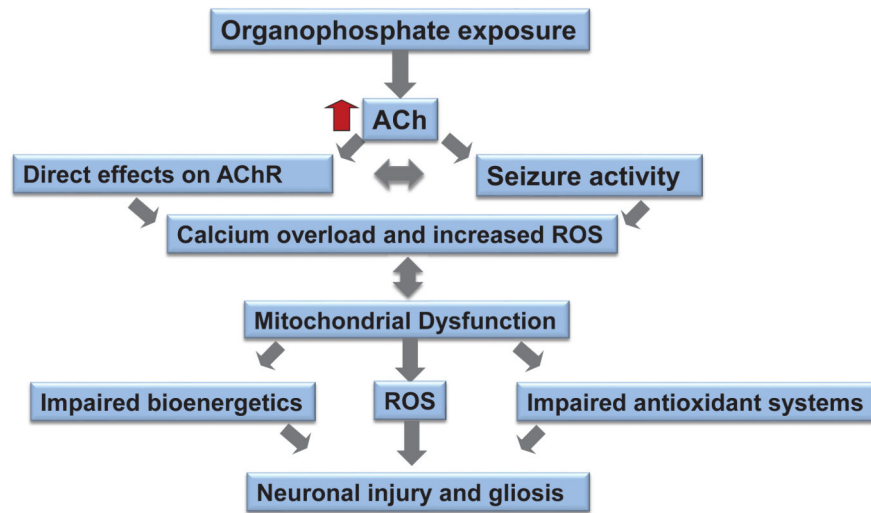 Organophosphate exposure
ACh
Direct effects on AChR
Seizure activity
Calcium overload and increased ROS
Mitochondrial Dysfunction
Impaired bioenergetics
ROS
Impaired antioxidant systems
Neuronal injury and gliosis